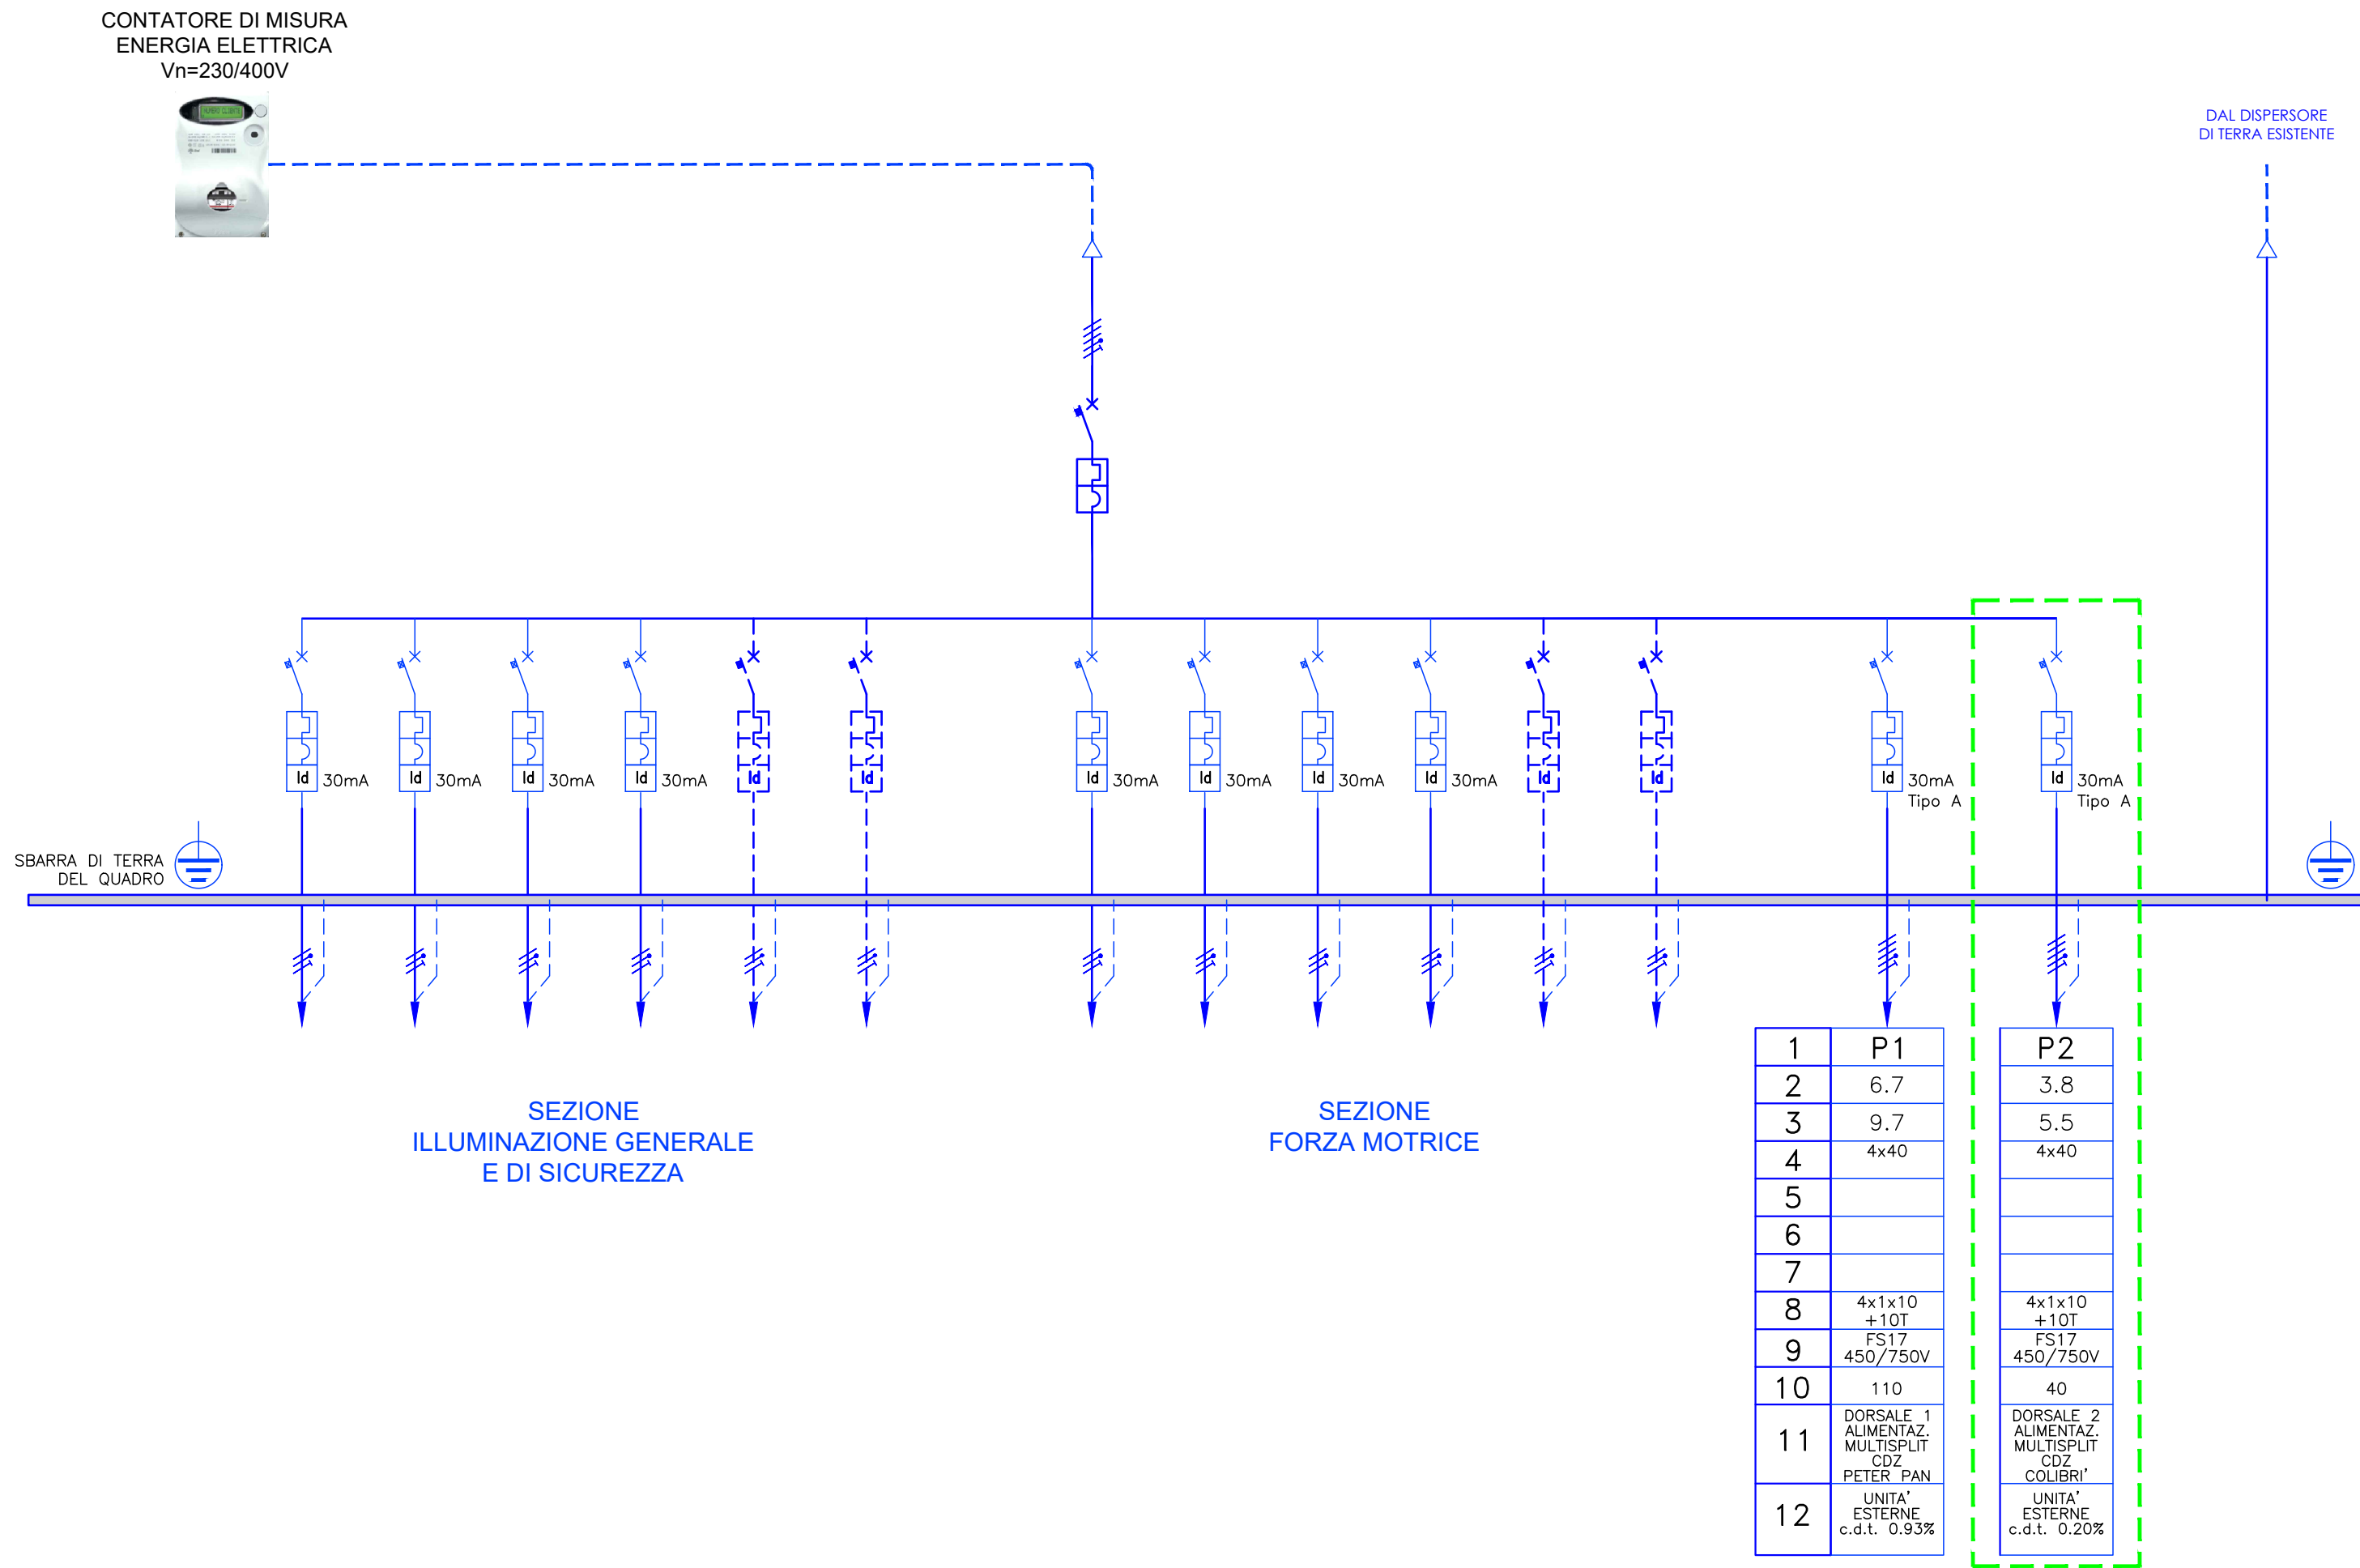 CONTATORE DI MISURA
ENERGIA ELETTRICA
Vn=230/400V
DAL DISPERSORE
DI TERRA ESISTENTE
Id 30mA
Id 30mA
Id 30mA
Id 30mA
Id
Id
Id 30mA
Id 30mA
Id 30mA
Id 30mA
Id
Id
Id 30mA
Tipo A
Id 30mA
Tipo A
SBARRA DI TERRA
DEL QUADRO
SEZIONE
ILLUMINAZIONE GENERALE
E DI SICUREZZA
SEZIONE
FORZA MOTRICE
1 P1 P2
2 6.7 3.8
3 9.7 5.5
4 4x40 4x40
5
6
7
8 4x1x10 +10T 4x1x10 +10T
9 FS17 450/750V FS17 450/750V
10 110 40
11
DORSALE 1
ALIMENTAZ.
MULTISPLIT
CDZ
PETER PAN
DORSALE 2
ALIMENTAZ.
MULTISPLIT
CDZ
COLIBRI'
12
UNITA'
ESTERNE
c.d.t. 0.93%
UNITA'
ESTERNE
c.d.t. 0.20%